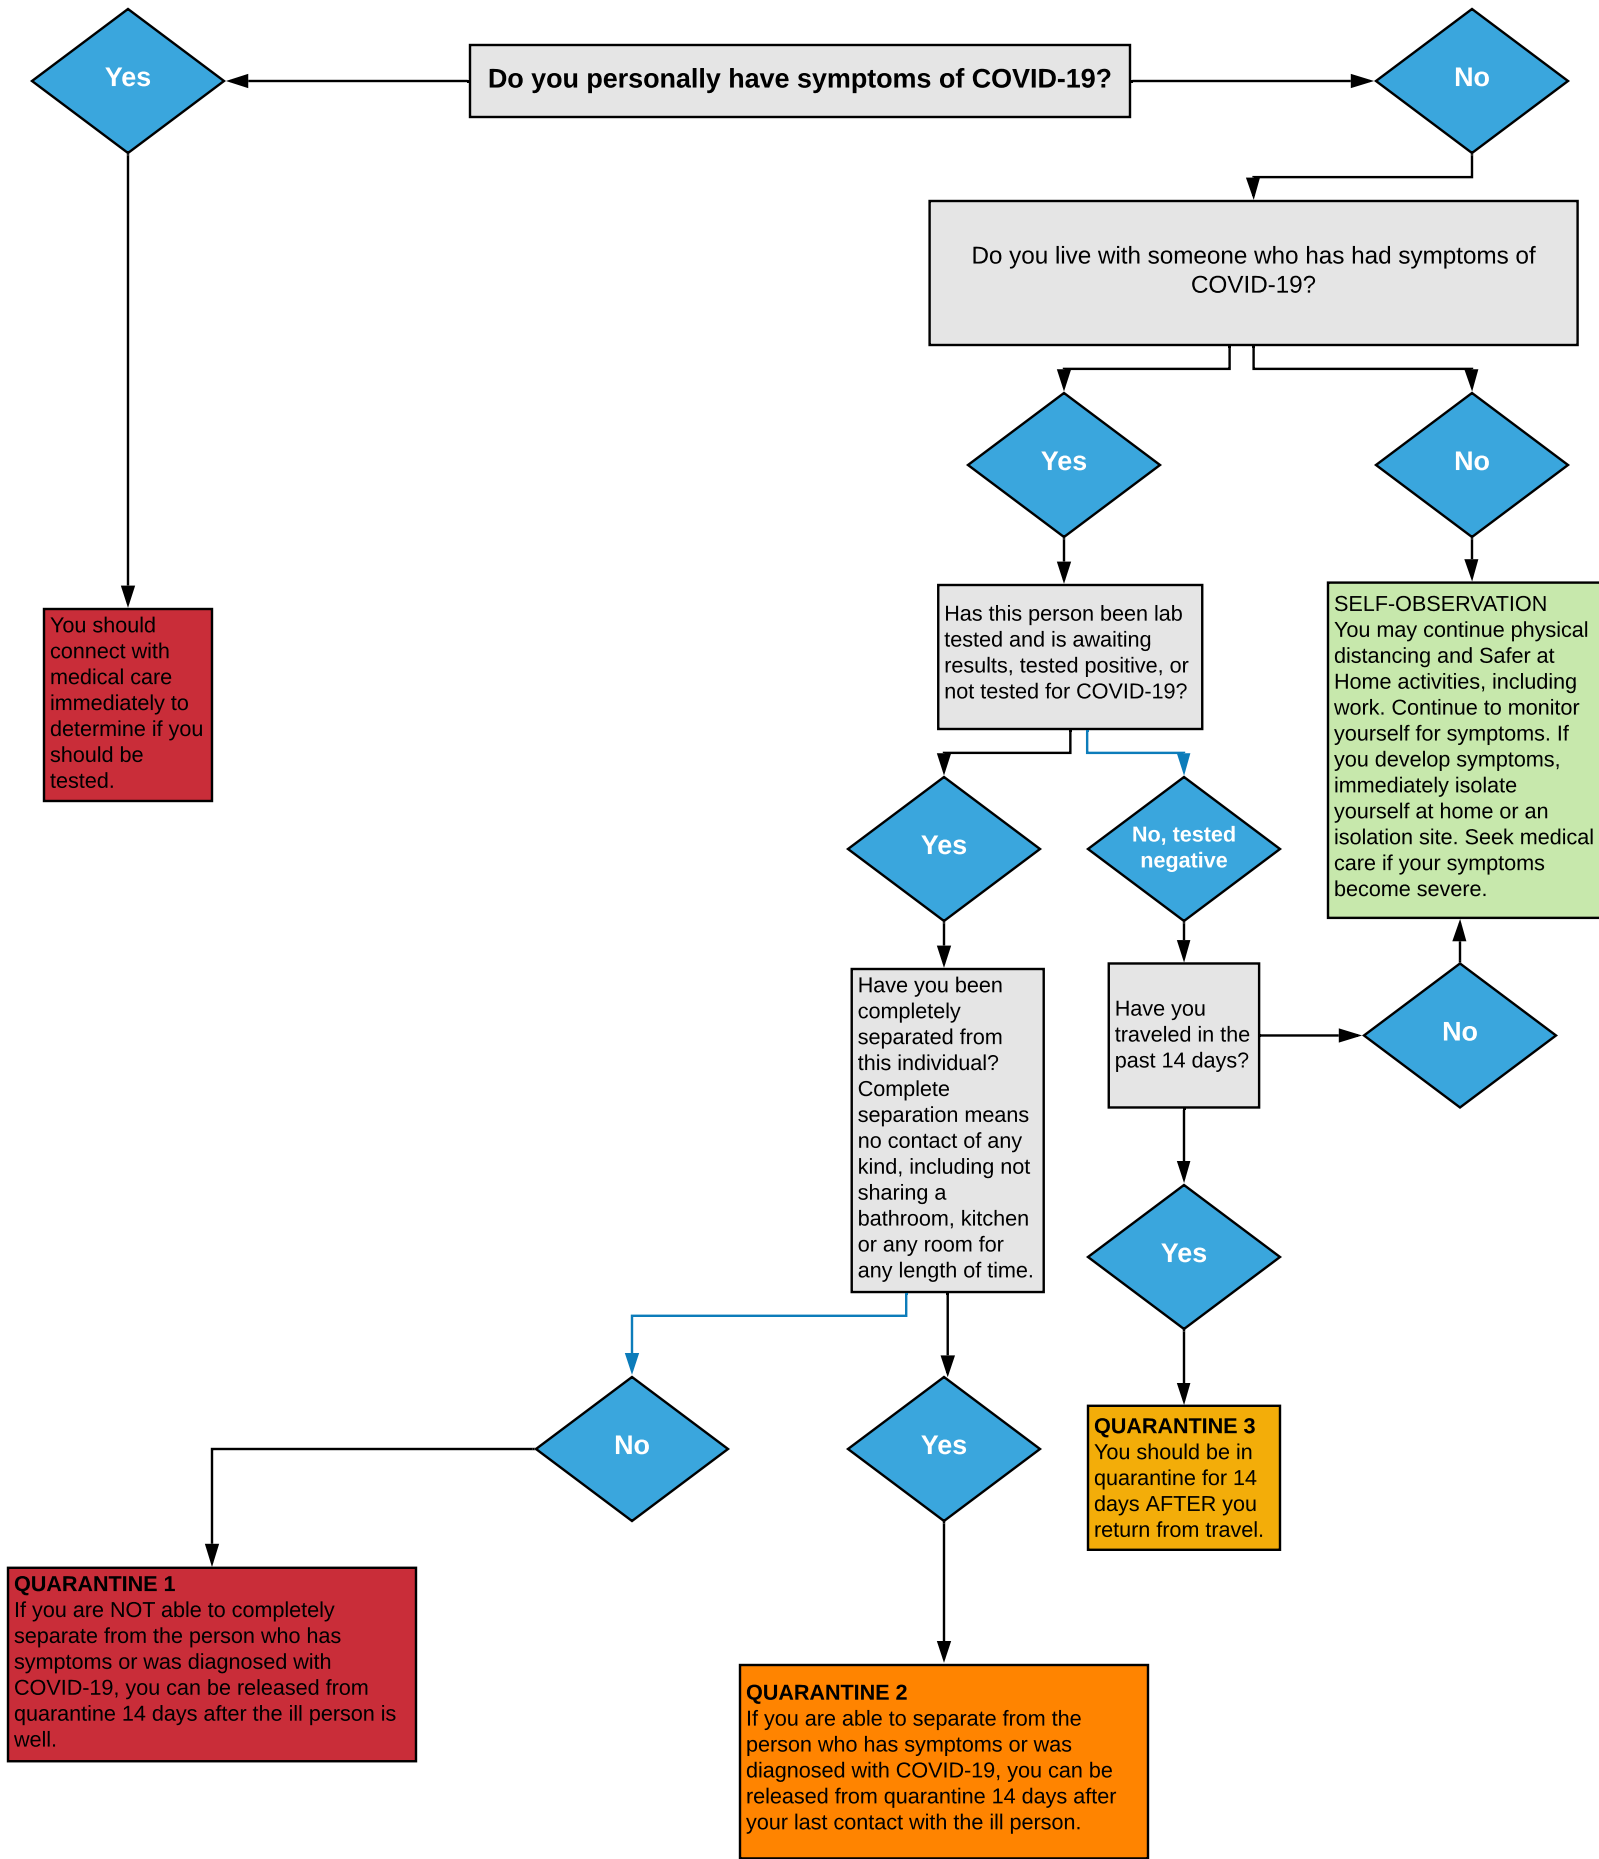 Yes
Do you personally have symptoms of COVID-19?
No
Do you live with someone who has had symptoms of
COVID-19?
Yes
No
You should
connect with
medical care
immediately to
determine if you
should be
tested.
Has this person been lab
tested and is awaiting
results, tested positive, or
not tested for COVID-19?
SELF-OBSERVATION
You may continue physical
distancing and Safer at
Home activities, including
work. Continue to monitor
yourself for symptoms. If
you develop symptoms,
immediately isolate
yourself at home or an
isolation site. Seek medical
care if your symptoms
become severe.
Yes
No, tested
negative
Have you been
completely
separated from
this individual?
Complete
separation means
no contact of any
kind, including not
sharing a
bathroom, kitchen
or any room for
any length of time.
Have you
traveled in the
past 14 days?
No
Yes
No
Yes
QUARANTINE 3
You should be in
quarantine for 14
days AFTER you
return from travel.
QUARANTINE 1
If you are NOT able to completely
separate from the person who has
symptoms or was diagnosed with
COVID-19, you can be released from
quarantine 14 days after the ill person is
well.
QUARANTINE 2
If you are able to separate from the
person who has symptoms or was
diagnosed with COVID-19, you can be
released from quarantine 14 days after
your last contact with the ill person.